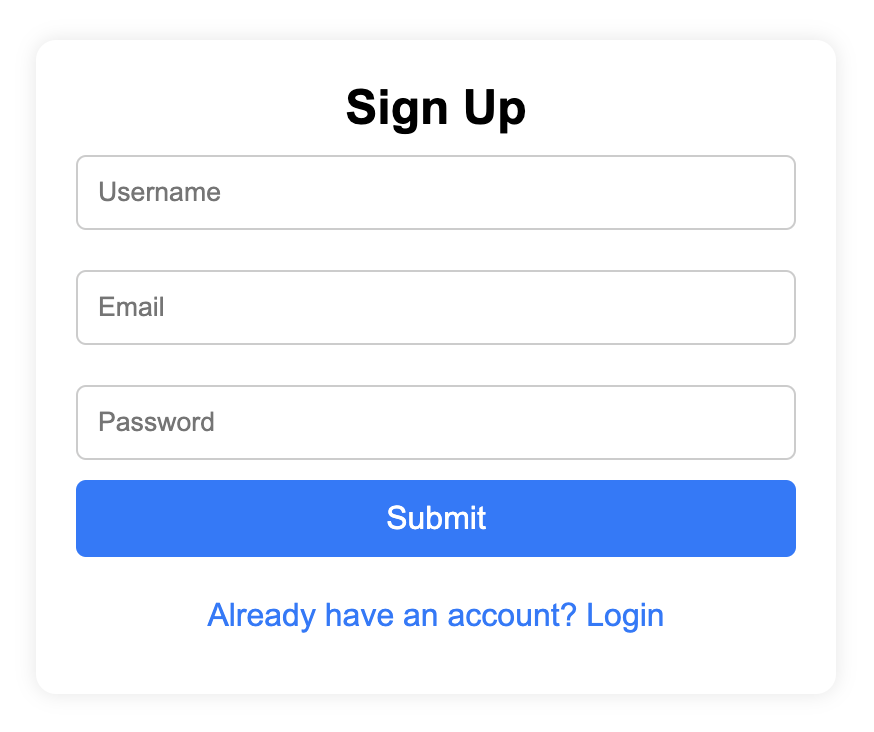 Sign Up
Username
Email
Password
Submit
Already have an account? Login